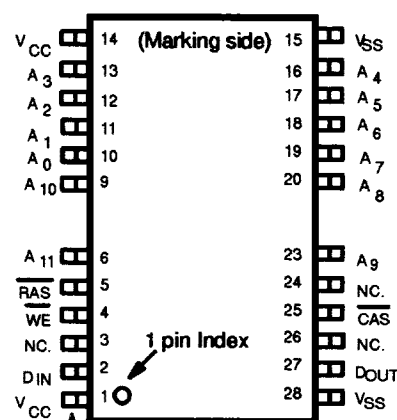 VCC 14 (Marking side) 15 VSS
A3 13 16 A4
A2 12 17 A5
A1 11 18 A6
A0 10 19 A7
A10 9 20 A8
A11 6 23 A9
RAS 5 24 NC.
WE 4 25 CAS
NC. 3 26 NC.
1 pin Index
DIN 2 27 DOUT
VCC 1 28 VSS